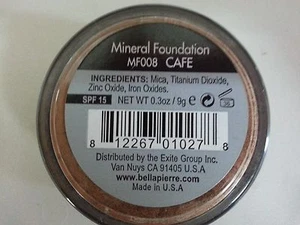 Mineral Foundation
MF008 CAFE
INGREDIENTS: Mica, Titanium Dioxide,
Zinc Oxide, Iron Oxides.
SPF 15 NET WT 0.3oz / 9g e
8 12267 01027 8
Distributed by the Exite Group Inc.
Van Nuys CA 91405 U.S.A
www.bellapierre.com
Made in U.S.A